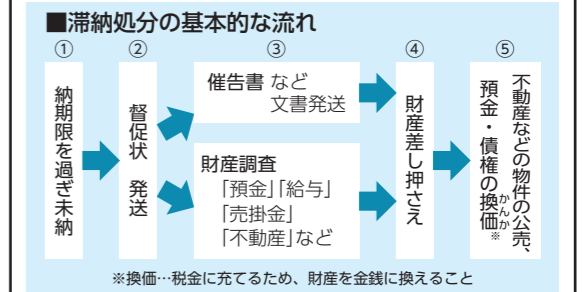 ■滞納処分の基本的な流れ
①
納期限を過ぎ未納
②
督促状 発送
③
催告書 など
文書発送
財産調査
「預金」「給与」
「売掛金」
「不動産」など
④
財産差し押さえ
⑤
不動産などの物件の公売、
預金・債権の換価※
かんか
※換価…税金に充てるため、財産を金銭に換えること